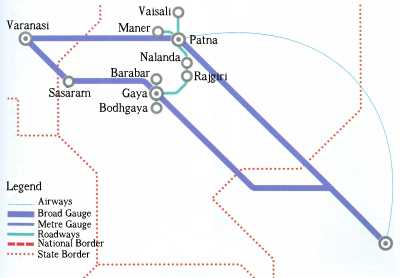 Vaisali
Maner
Varanasi
Patna
Nalanda
Barabar
Rajgiri
Sasaram
Gaya
Bodhgaya
Legend
Airways
Broad Gauge
Metre Gauge
Roadways
National Border
State Border